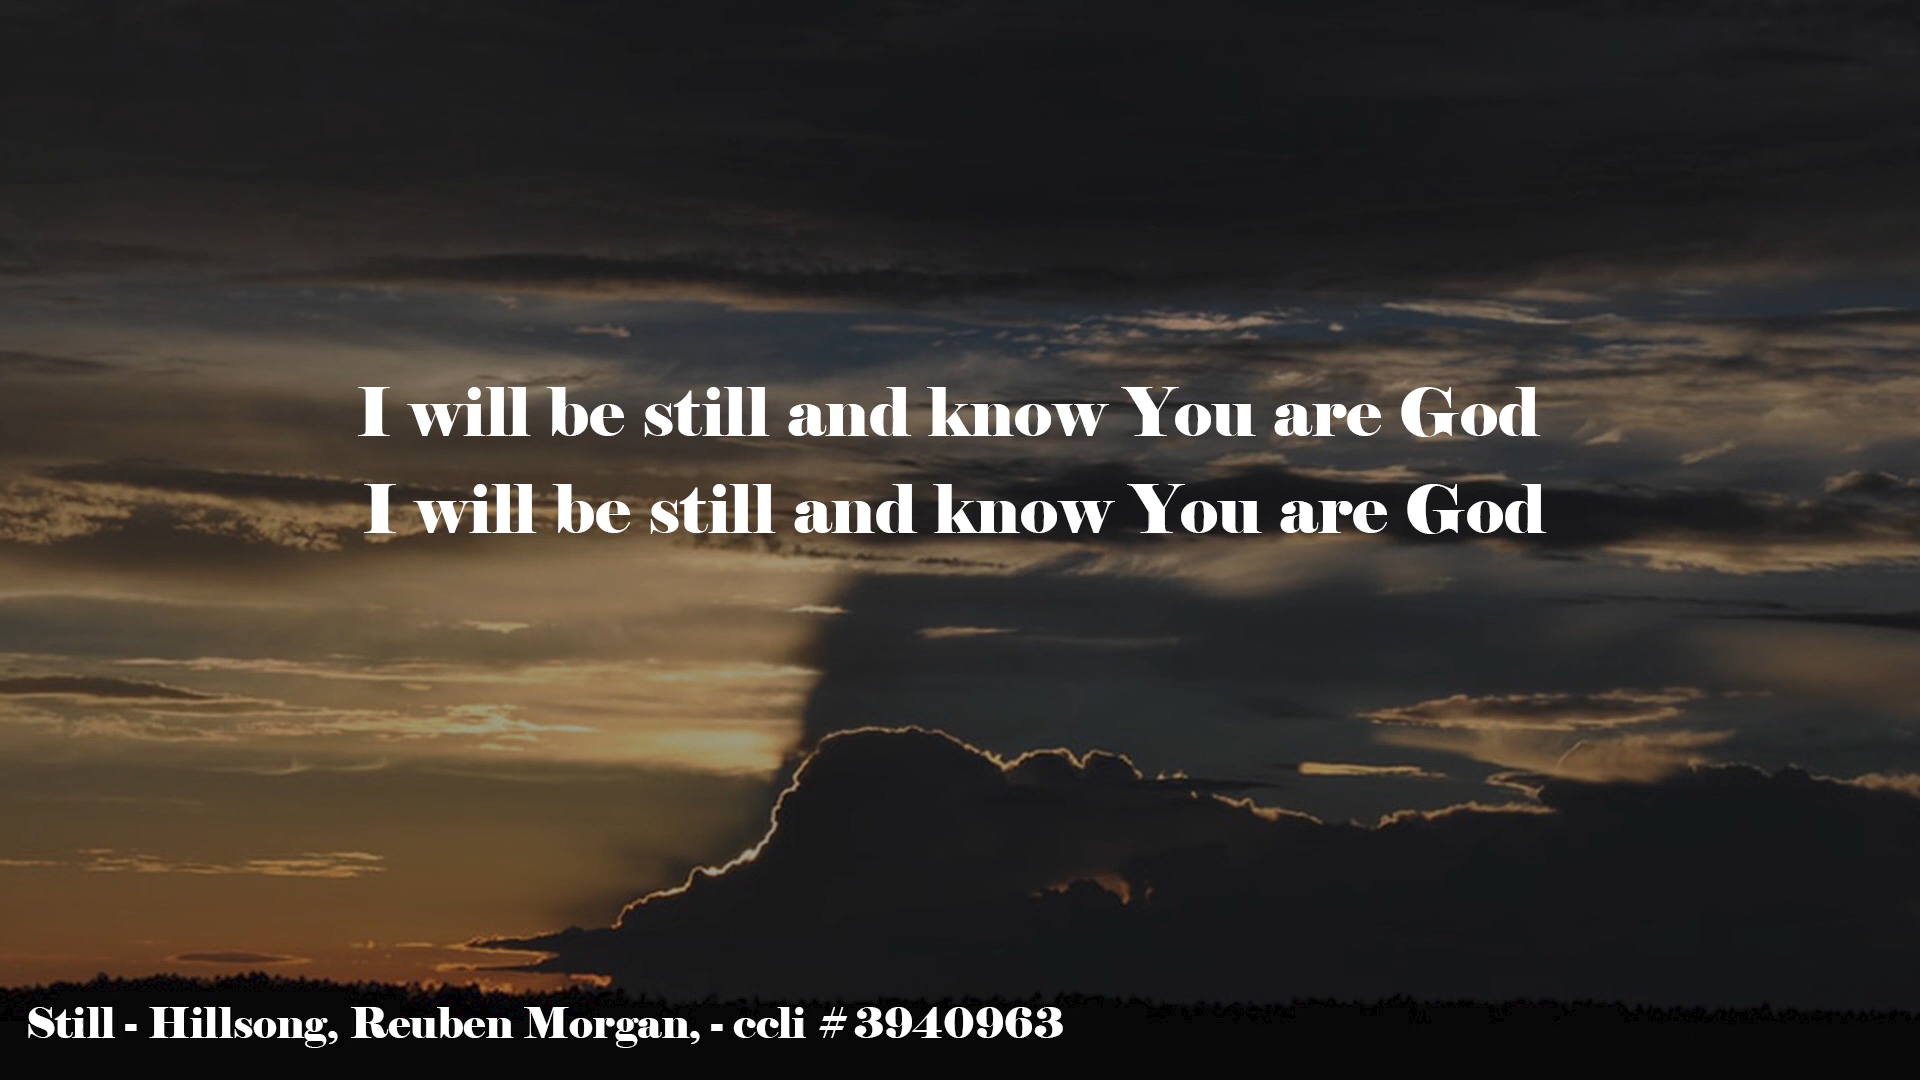 I will be still and know You are God
I will be still and know You are God
Still - Hillsong, Reuben Morgan, - ccli # 3940963